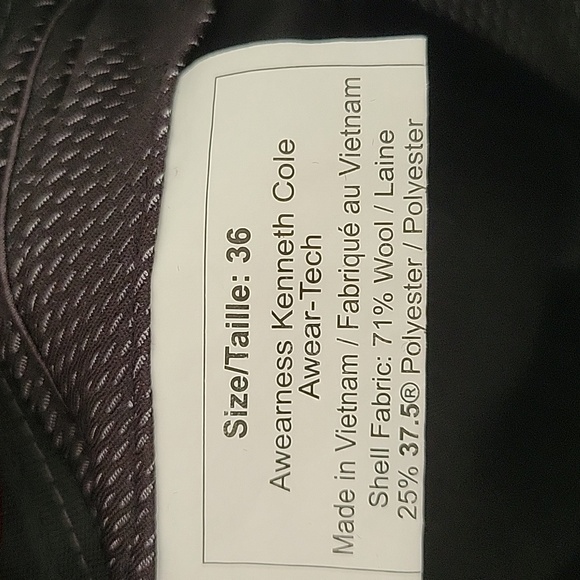 Size/Taille: 36
Awearness Kenneth Cole
Awear-Tech
Made in Vietnam / Fabriqué au Vietnam
Shell Fabric: 71% Wool / Laine
25% 37.5® Polyester / Polyester